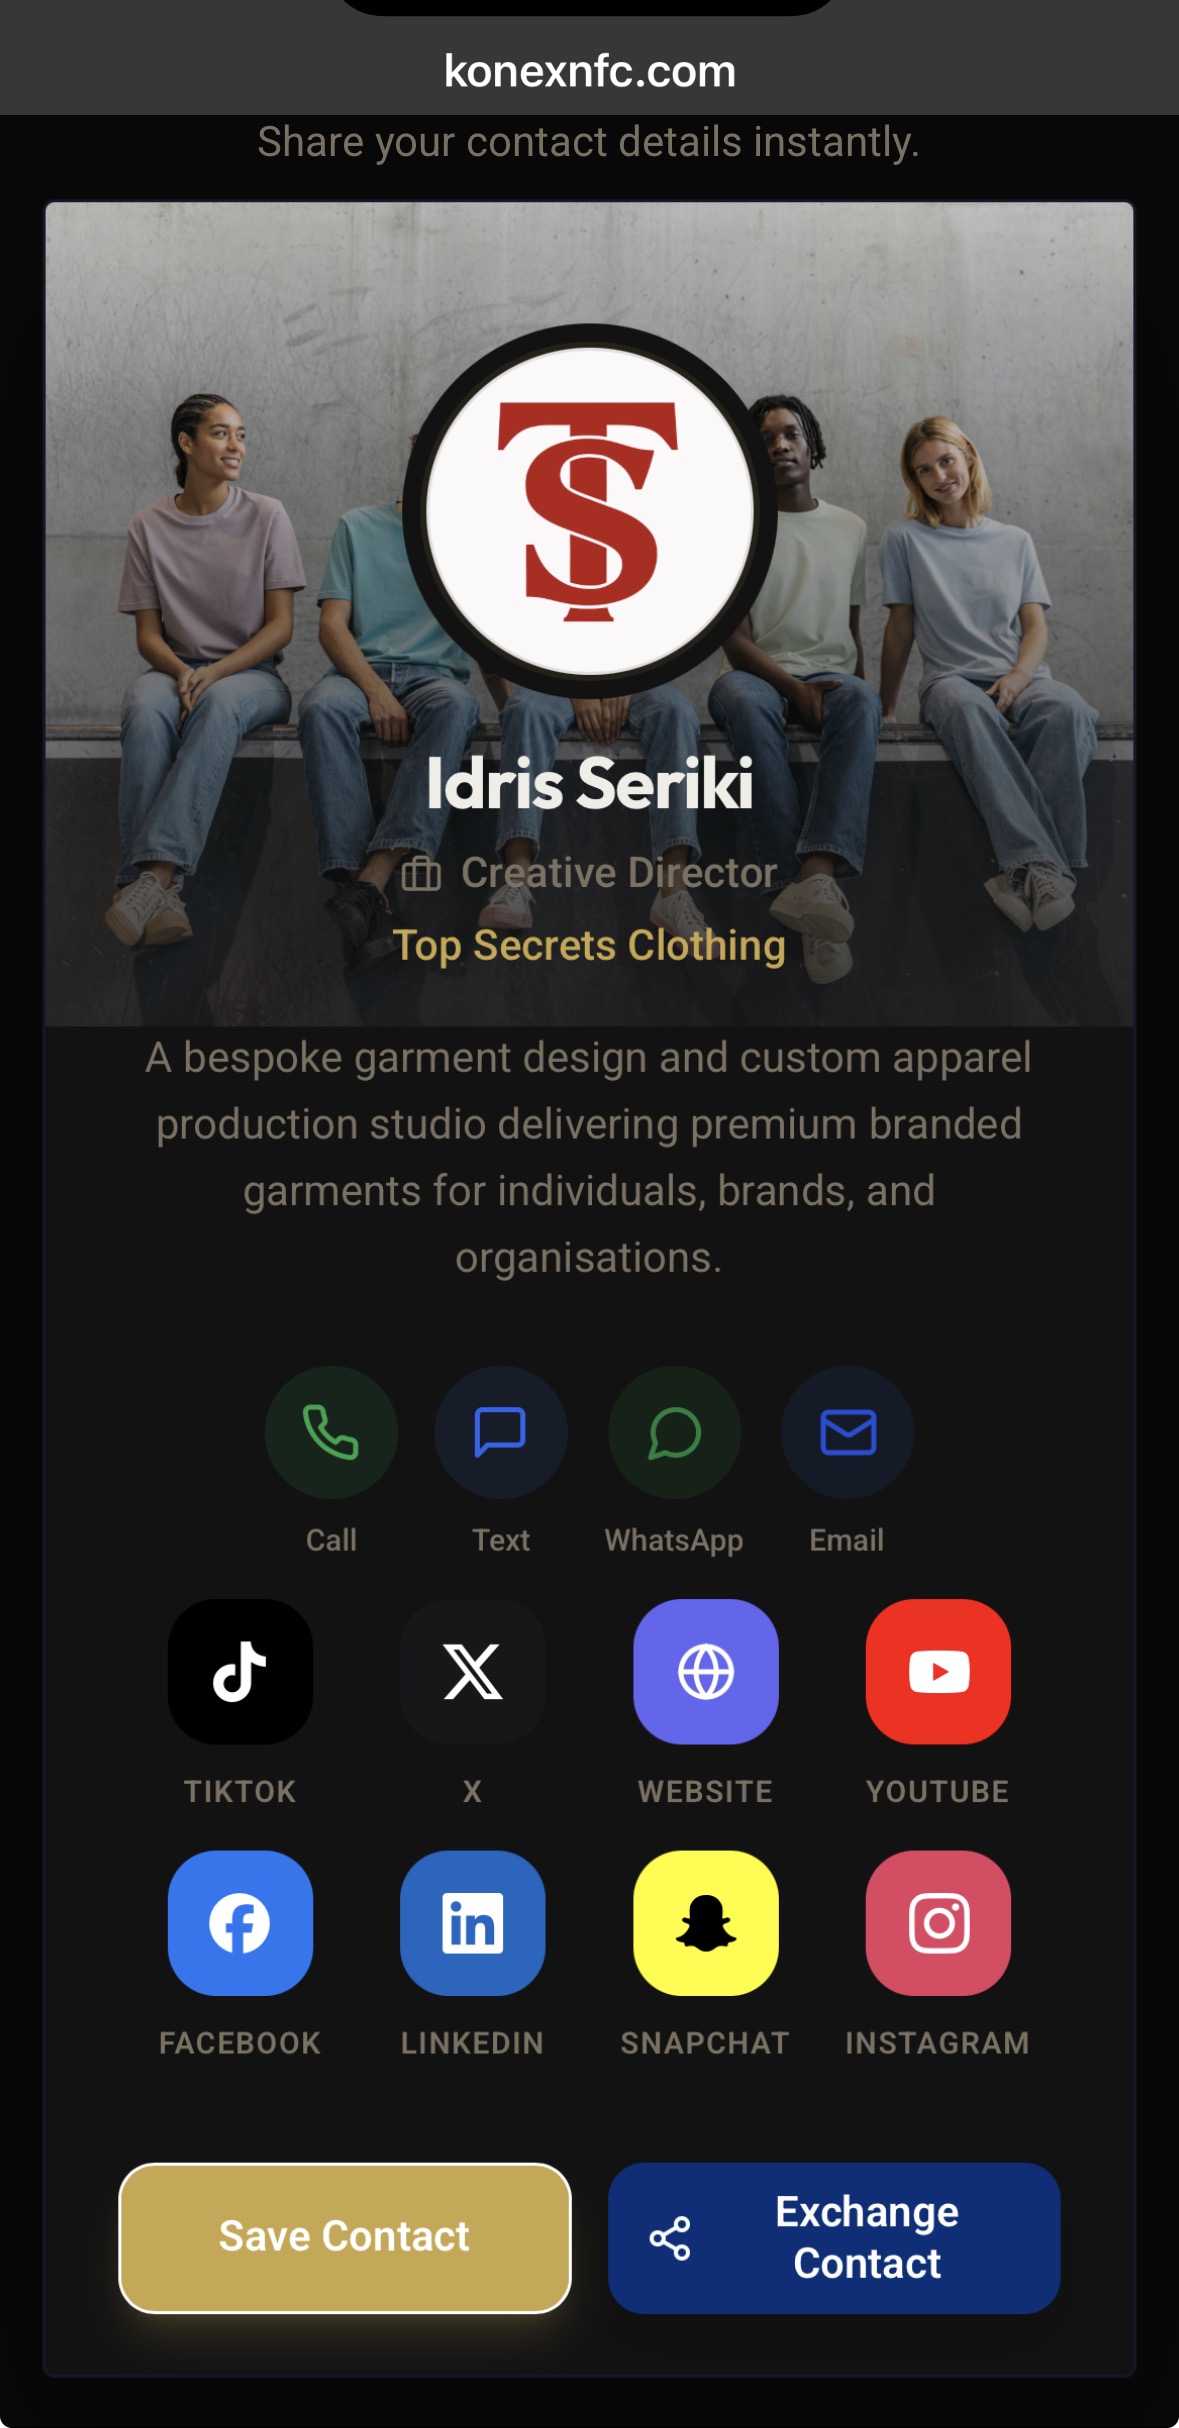 konexnfc.com
Share your contact details instantly.
TS
Idris Seriki
Creative Director
Top Secrets Clothing
A bespoke garment design and custom apparel
production studio delivering premium branded
garments for individuals, brands, and
organisations.
Call Text WhatsApp Email
TIKTOK X WEBSITE YOUTUBE
in
FACEBOOK LINKEDIN SNAPCHAT INSTAGRAM
Save Contact
Exchange
Contact